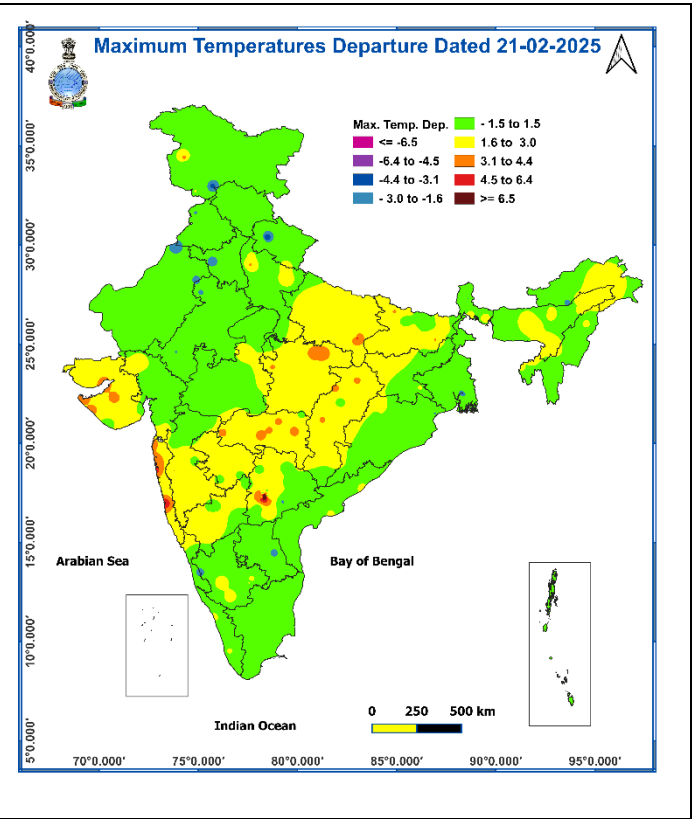 Maximum Temperatures Departure Dated 21-02-2025
Max. Temp. Dep.
<= -6.5
-6.4 to -4.5
-4.4 to -3.1
- 3.0 to -1.6
- 1.5 to 1.5
1.6 to 3.0
3.1 to 4.4
4.5 to 6.4
>= 6.5
40°0.000'
35°0.000'
30°0.000'
25°0.000'
20°0.000'
15°0.000'
10°0.000'
5°0.000'
Arabian Sea
Bay of Bengal
Indian Ocean
0 250 500 km
70°0.000' 75°0.000' 80°0.000' 85°0.000' 90°0.000' 95°0.000'